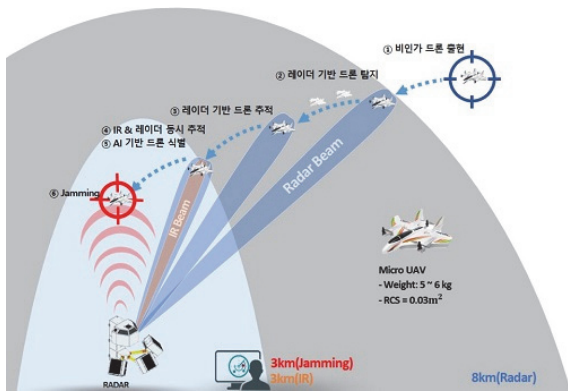 ① 비인가 드론 출현
② 레이더 기반 드론 탐지
③ 레이더 기반 드론 추적
④ IR & 레이더 동시 추적
⑤ AI 기반 드론 식별
⑥ Jamming
IR Beam
Radar Beam
Micro UAV
- Weight: 5 ~ 6 kg
- RCS = 0.03m²
RADAR
3km(Jamming)
3km(IR)
8km(Radar)